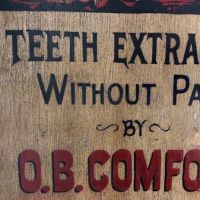 TEETH EXTRA
WITHOUT PA
~BY~
O.B. COMFO